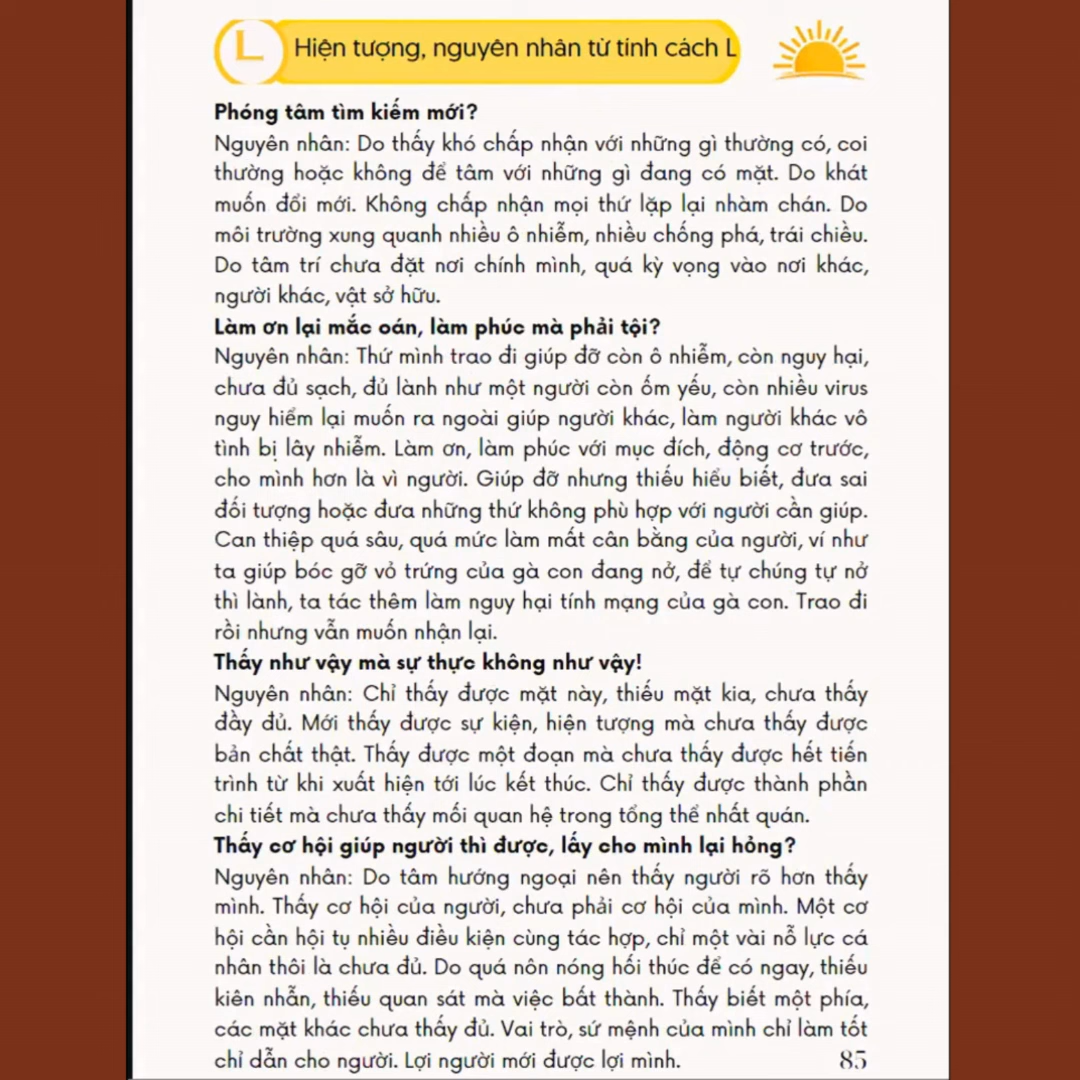 L Hiện tượng, nguyên nhân từ tính cách L
Phóng tâm tìm kiếm mới?
Nguyên nhân: Do thấy khó chấp nhận với những gì thường có, coi
thường hoặc không để tâm với những gì đang có mặt. Do khát
muốn đổi mới. Không chấp nhận mọi thứ lặp lại nhàm chán. Do
môi trường xung quanh nhiều ô nhiễm, nhiều chống phá, trái chiều.
Do tâm trí chưa đặt nơi chính mình, quá kỳ vọng vào nơi khác,
người khác, vật sở hữu.
Làm ơn lại mắc oán, làm phúc mà phải tội?
Nguyên nhân: Thứ mình trao đi giúp đỡ còn ô nhiễm, còn nguy hại,
chưa đủ sạch, đủ lành như một người còn ốm yếu, còn nhiều virus
nguy hiểm lại muốn ra ngoài giúp người khác, làm người khác vô
tình bị lây nhiễm. Làm ơn, làm phúc với mục đích, động cơ trước,
cho mình hơn là vì người. Giúp đỡ nhưng thiếu hiểu biết, đưa sai
đối tượng hoặc đưa những thứ không phù hợp với người cần giúp.
Can thiệp quá sâu, quá mức làm mất cân bằng của người, ví như
ta giúp bóc gỡ vỏ trứng của gà con đang nở, để tự chúng tự nở
thì lành, ta tác thêm làm nguy hại tính mạng của gà con. Trao đi
rồi nhưng vẫn muốn nhận lại.
Thấy như vậy mà sự thực không như vậy!
Nguyên nhân: Chỉ thấy được mặt này, thiếu mặt kia, chưa thấy
đầy đủ. Mới thấy được sự kiện, hiện tượng mà chưa thấy được
bản chất thật. Thấy được một đoạn mà chưa thấy được hết tiến
trình từ khi xuất hiện tới lúc kết thúc. Chỉ thấy được thành phần
chi tiết mà chưa thấy mối quan hệ trong tổng thể nhất quán.
Thấy cơ hội giúp người thì được, lấy cho mình lại hỏng?
Nguyên nhân: Do tâm hướng ngoại nên thấy người rõ hơn thấy
mình. Thấy cơ hội của người, chưa phải cơ hội của mình. Một cơ
hội cần hội tụ nhiều điều kiện cùng tác hợp, chỉ một vài nỗ lực cá
nhân thôi là chưa đủ. Do quá nôn nóng hối thúc để có ngay, thiếu
kiên nhẫn, thiếu quan sát mà việc bất thành. Thấy biết một phía,
các mặt khác chưa thấy đủ. Vai trò, sứ mệnh của mình chỉ làm tốt
chỉ dẫn cho người. Lợi người mới được lợi mình.
85